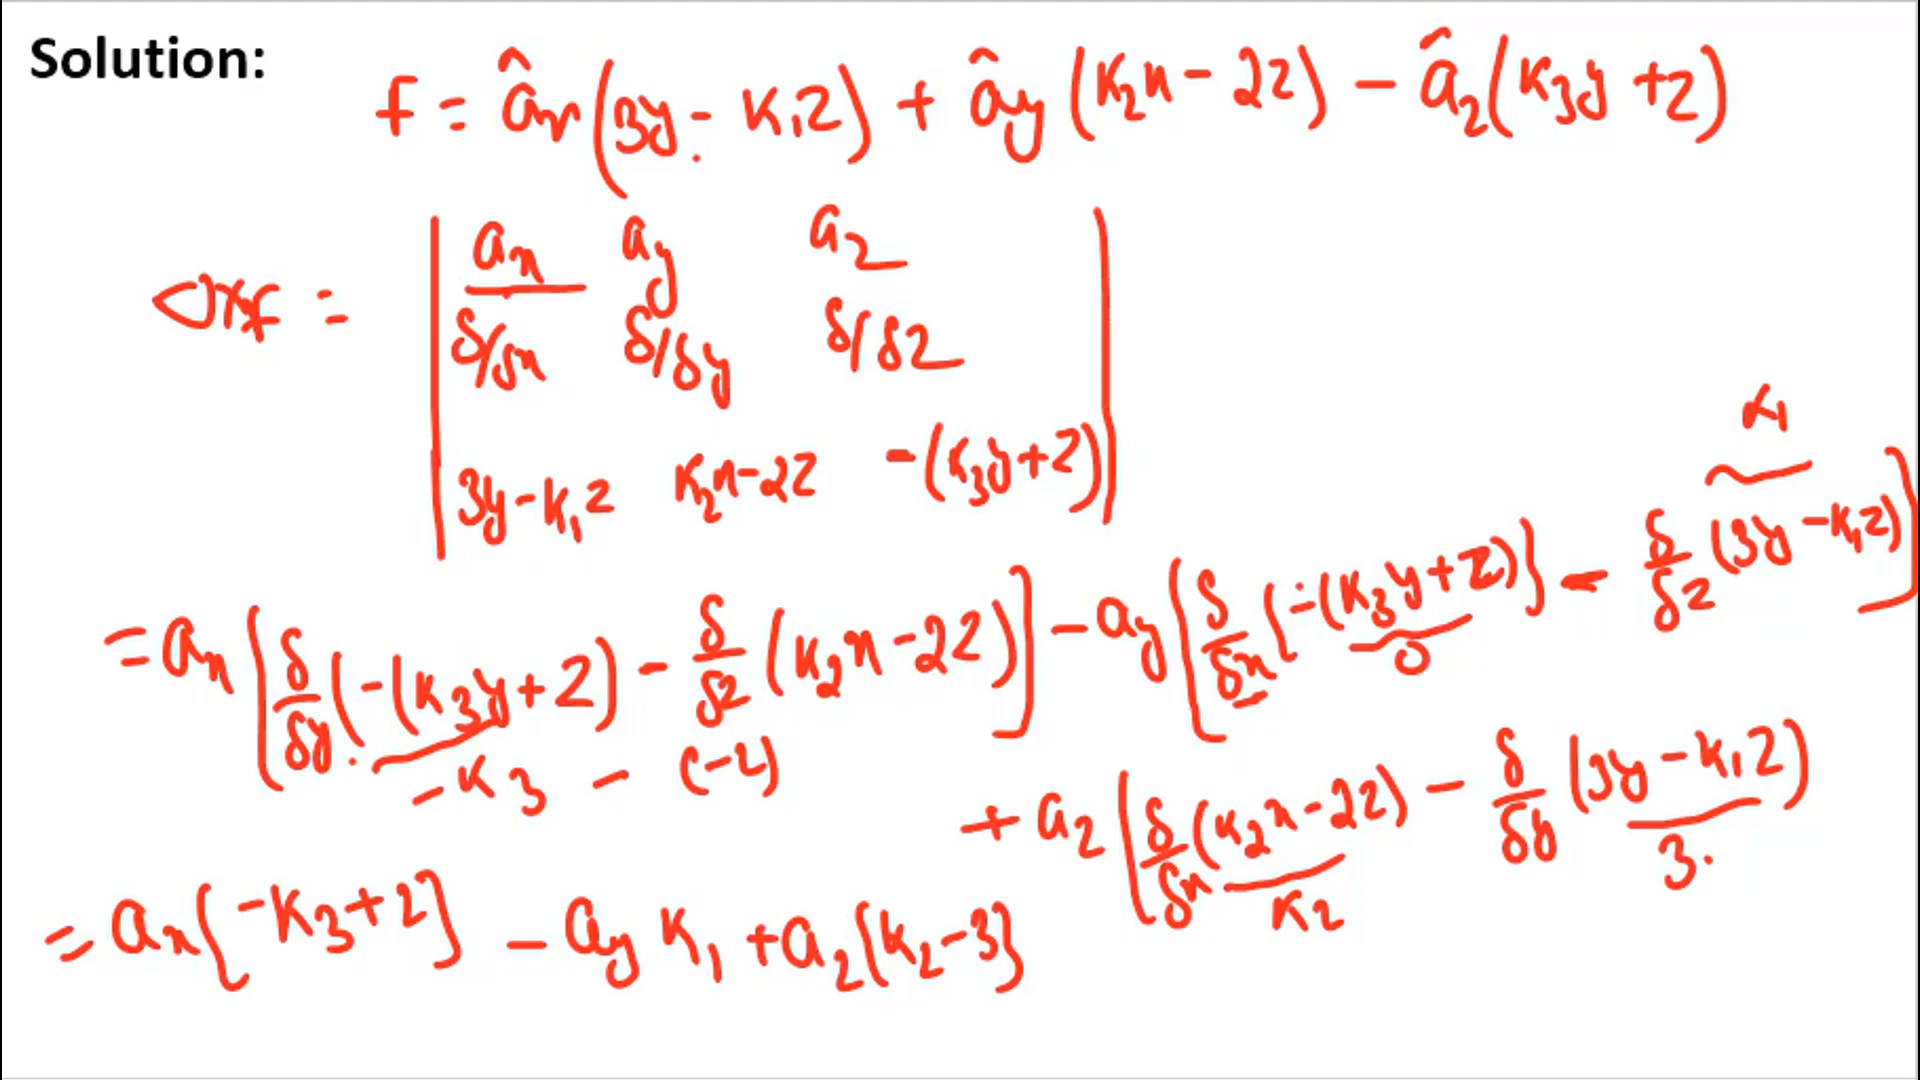 Solution:
f = âx(3y - K1z) + ây(K2x - 2z) - âz(K3y + z)
ax ay az
∇xf =
δ/δx δ/δy δ/δz
3y-K1z K2x-2z -(K3y+z)
K1
= ax[δ/δy(-(K3y+z) - δ/δz(K2x-2z)] - ay[δ/δx{-(K3y+z)} - δ/δz(3y-K1z)]
0
-K3 - (-2)
+ az[δ/δx(K2x-2z) - δ/δy(3y-K1z)
K2 3.
= ax{-K3+2} - ay K1 + az{K2-3}